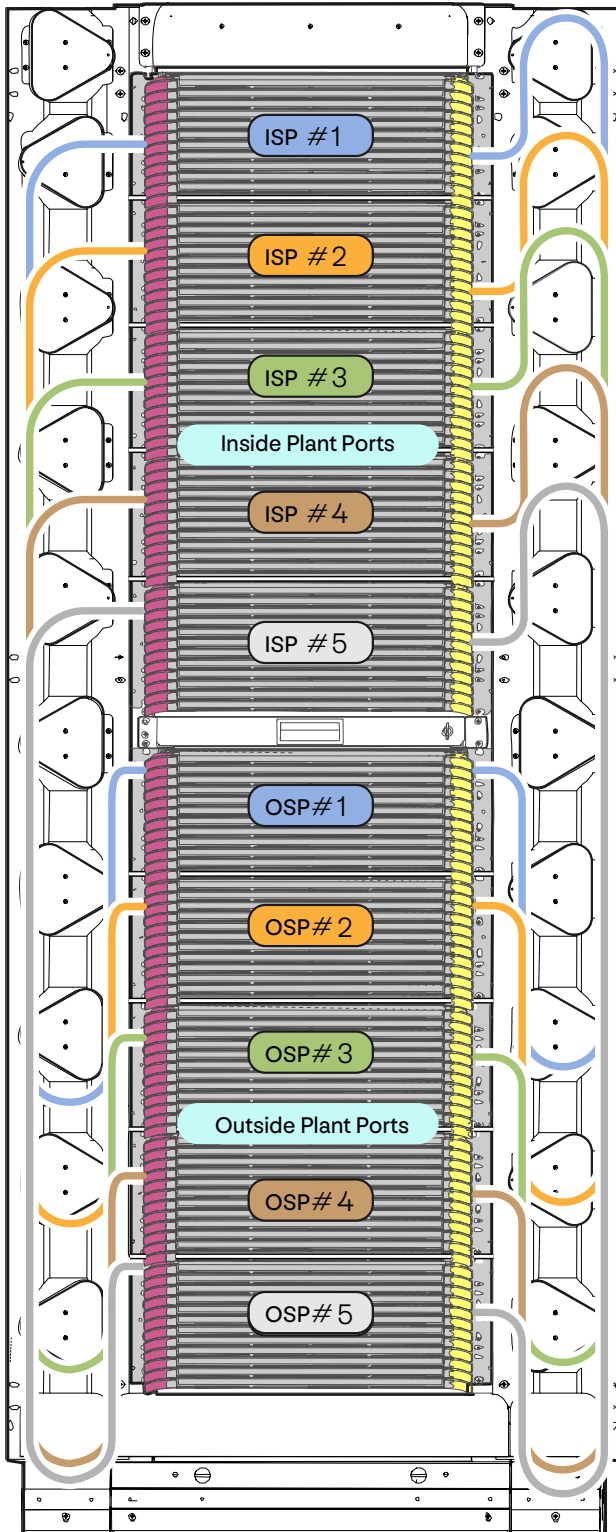 ISP #1
ISP #2
ISP #3
Inside Plant Ports
ISP #4
ISP #5
OSP#1
OSP#2
OSP#3
Outside Plant Ports
OSP#4
OSP#5